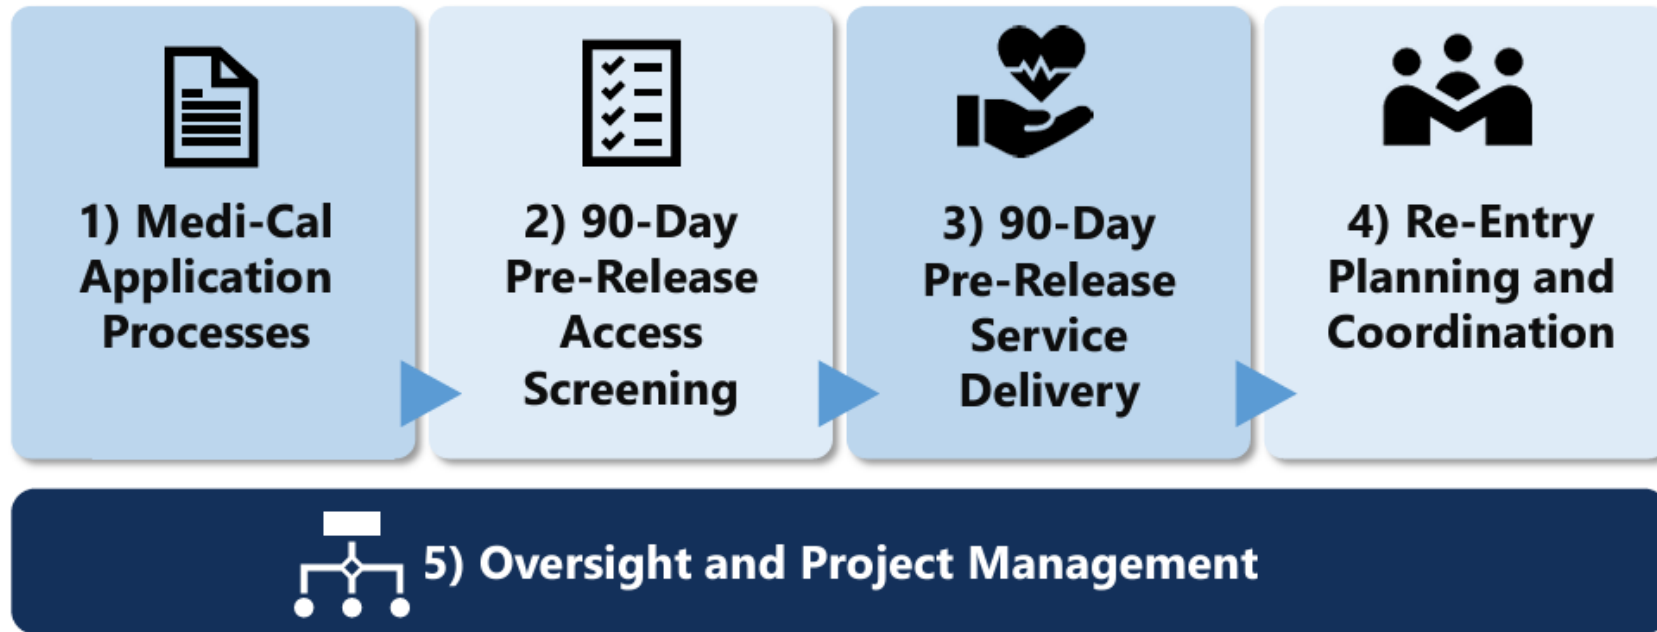 1) Medi-Cal
Application
Processes
2) 90-Day
Pre-Release
Access
Screening
3) 90-Day
Pre-Release
Service
Delivery
4) Re-Entry
Planning and
Coordination
5) Oversight and Project Management